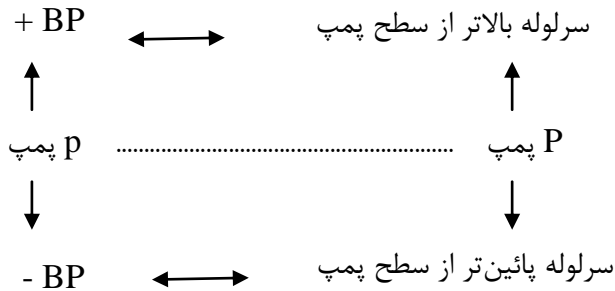 سرلوله بالاتر از سطح پمپ + BP
پمپ P ............................................................... پمپ p
سرلوله پائین‌تر از سطح پمپ - BP